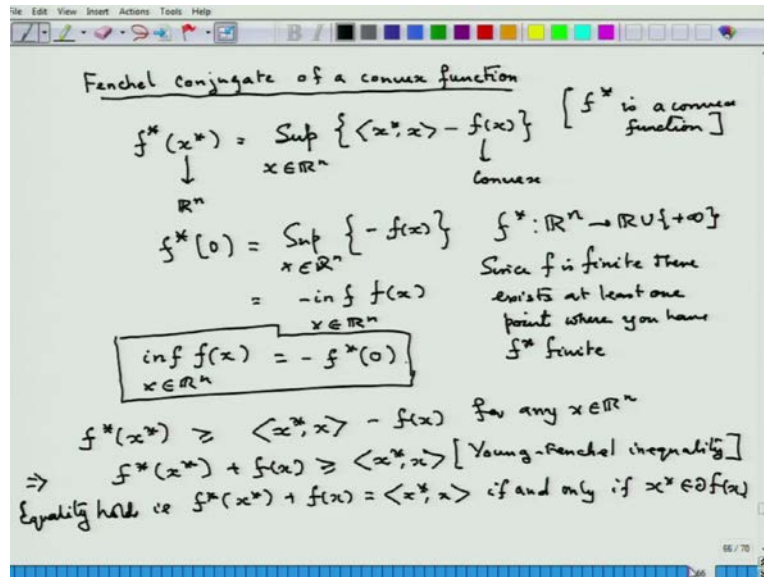 File Edit View Insert Actions Tools Help
Fenchel conjugate of a convex function
f*(x*) = Sup {<x*, x> - f(x)} [f* is a convex
x ∈ ℝⁿ function]
↓ ↓
ℝⁿ Convex
f*(0) = Sup {- f(x)} f* : ℝⁿ → ℝ ∪ {+∞}
x ∈ ℝⁿ Since f is finite there
= - inf f(x) exists at least one
x ∈ ℝⁿ point where you have
inf f(x) = - f*(0) f* finite
x ∈ ℝⁿ
f*(x*) ≥ <x*, x> - f(x) for any x ∈ ℝⁿ
⇒ f*(x*) + f(x) ≥ <x*, x> [Young-Fenchel inequality]
Equality holds ie f*(x*) + f(x) = <x*, x> if and only if x* ∈ ∂f(x)
66 / 70
66